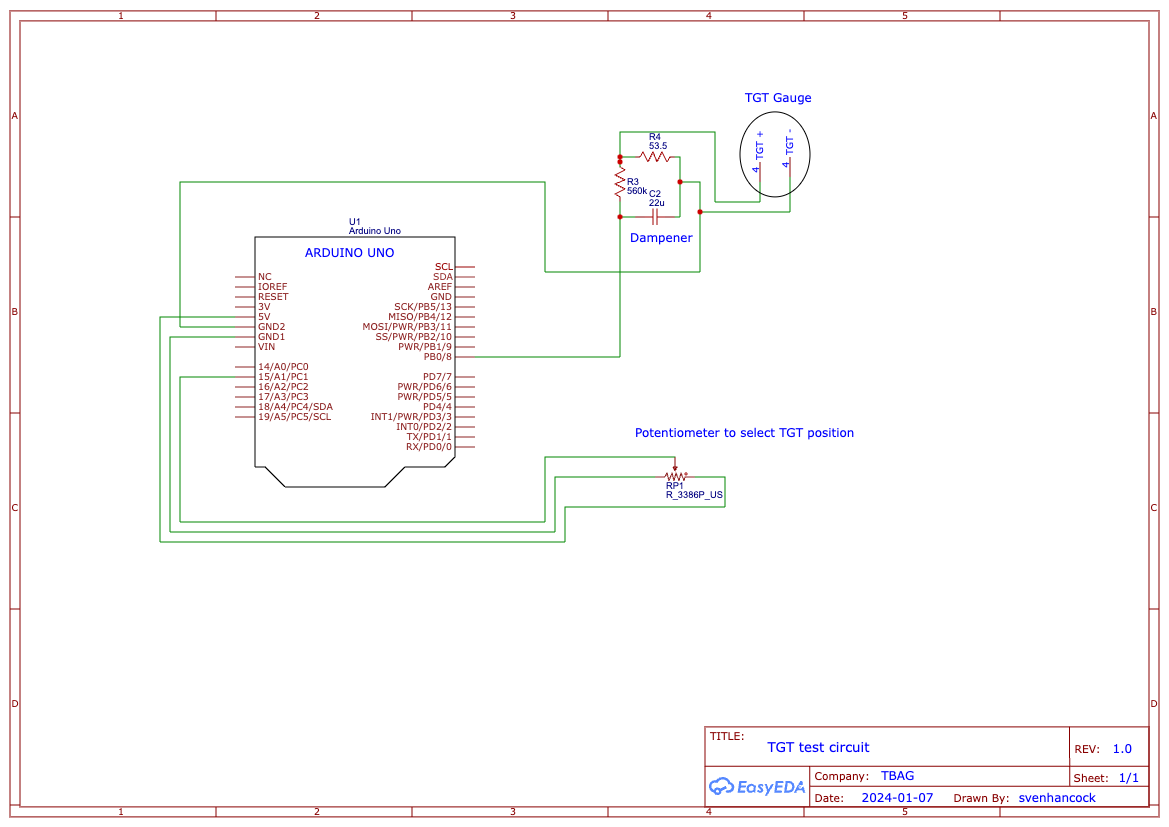 1 2 3 4 5
A A
B B
C C
D D
1 2 3 4 5
TGT Gauge
TGT +
4
TGT -
4
R4
53.5
R3
560k
C2
22u
Dampener
U1
Arduino Uno
ARDUINO UNO
NC
IOREF
RESET
3V
5V
GND2
GND1
VIN
14/A0/PC0
15/A1/PC1
16/A2/PC2
17/A3/PC3
18/A4/PC4/SDA
19/A5/PC5/SCL
SCL
SDA
AREF
GND
SCK/PB5/13
MISO/PB4/12
MOSI/PWR/PB3/11
SS/PWR/PB2/10
PWR/PB1/9
PB0/8
PD7/7
PWR/PD6/6
PWR/PD5/5
PD4/4
INT1/PWR/PD3/3
INT0/PD2/2
TX/PD1/1
RX/PD0/0
Potentiometer to select TGT position
RP1
R_3386P_US
TITLE:
TGT test circuit
REV: 1.0
EasyEDA
Company: TBAG
Sheet: 1/1
Date: 2024-01-07 Drawn By: svenhancock